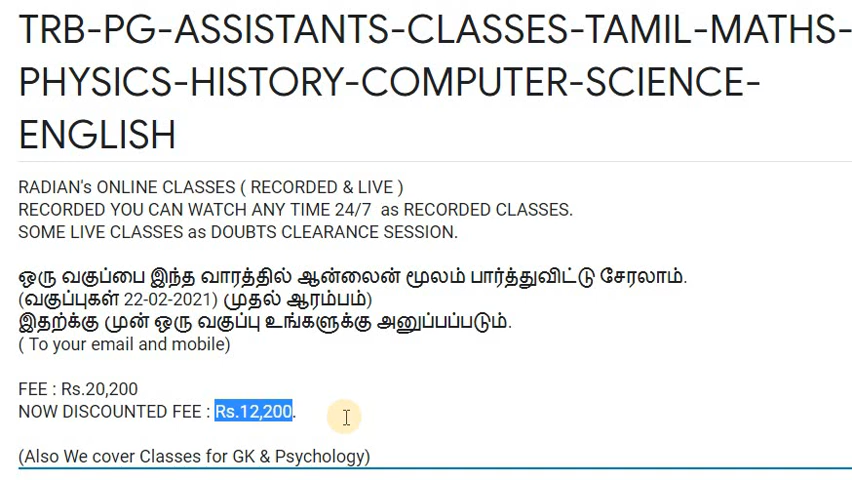 TRB-PG-ASSISTANTS-CLASSES-TAMIL-MATHS-
PHYSICS-HISTORY-COMPUTER-SCIENCE-
ENGLISH
RADIAN's ONLINE CLASSES ( RECORDED & LIVE )
RECORDED YOU CAN WATCH ANY TIME 24/7 as RECORDED CLASSES.
SOME LIVE CLASSES as DOUBTS CLEARANCE SESSION.
ஒரு வகுப்பை இந்த வாரத்தில் ஆன்லைன் மூலம் பார்த்துவிட்டு சேரலாம்.
(வகுப்புகள் 22-02-2021) முதல் ஆரம்பம்)
இதற்க்கு முன் ஒரு வகுப்பு உங்களுக்கு அனுப்பப்படும்.
( To your email and mobile)
FEE : Rs.20,200
NOW DISCOUNTED FEE : Rs.12,200.
(Also We cover Classes for GK & Psychology)